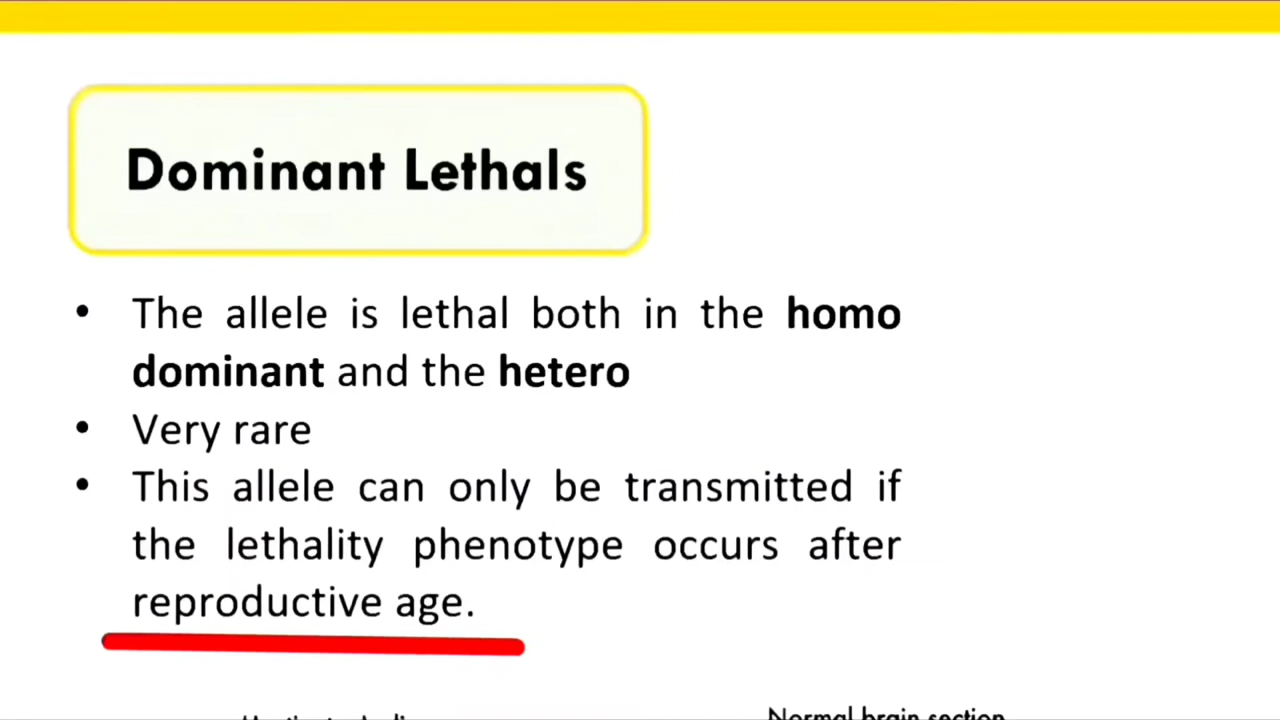 Dominant Lethals
• The allele is lethal both in the homo
dominant and the hetero
• Very rare
• This allele can only be transmitted if
the lethality phenotype occurs after
reproductive age.
Normal brain section